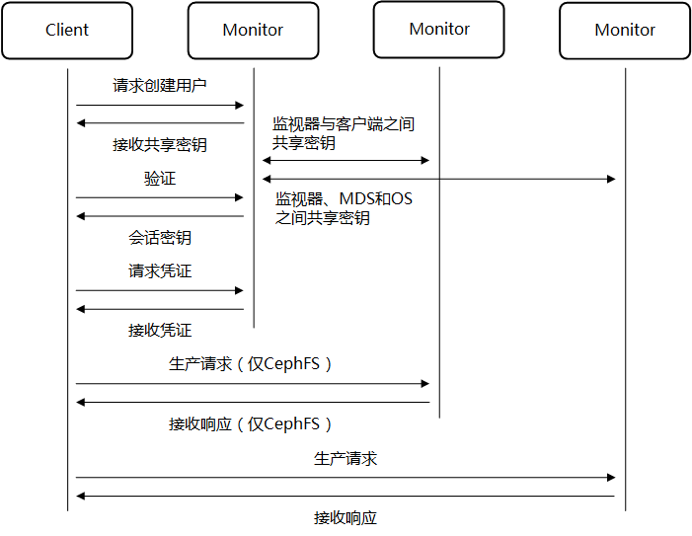 Client
Monitor
Monitor
Monitor
请求创建用户
接收共享密钥
监视器与客户端之间
共享密钥
验证
监视器、MDS和OS
之间共享密钥
会话密钥
请求凭证
接收凭证
生产请求（仅CephFS）
接收响应（仅CephFS）
生产请求
接收响应